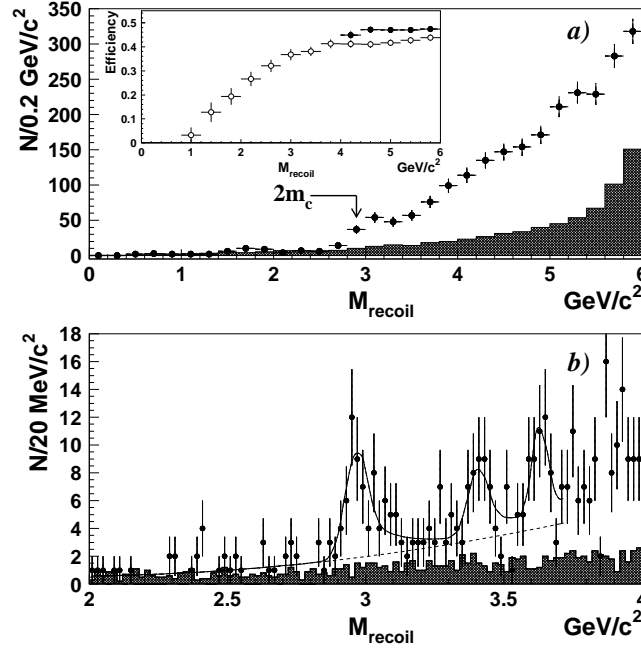 N/0.2 GeV/c²
350
300
250
200
150
100
50
0
a)
Efficiency
0.5
0.4
0.3
0.2
0.1
0
0 1 2 3 4 5 6
M_recoil GeV/c²
2m_c
0 1 2 3 4 5 6
M_recoil GeV/c²
N/20 MeV/c²
18
16
14
12
10
8
6
4
2
0
b)
2 2.5 3 3.5 4
M_recoil GeV/c²